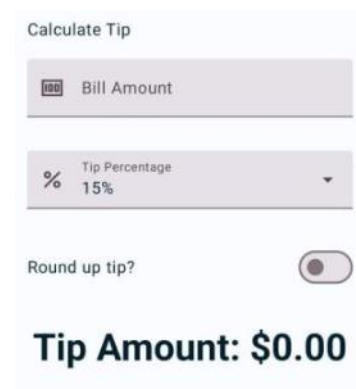 Calculate Tip
Bill Amount
Tip Percentage
% 15%
Round up tip?
Tip Amount: $0.00